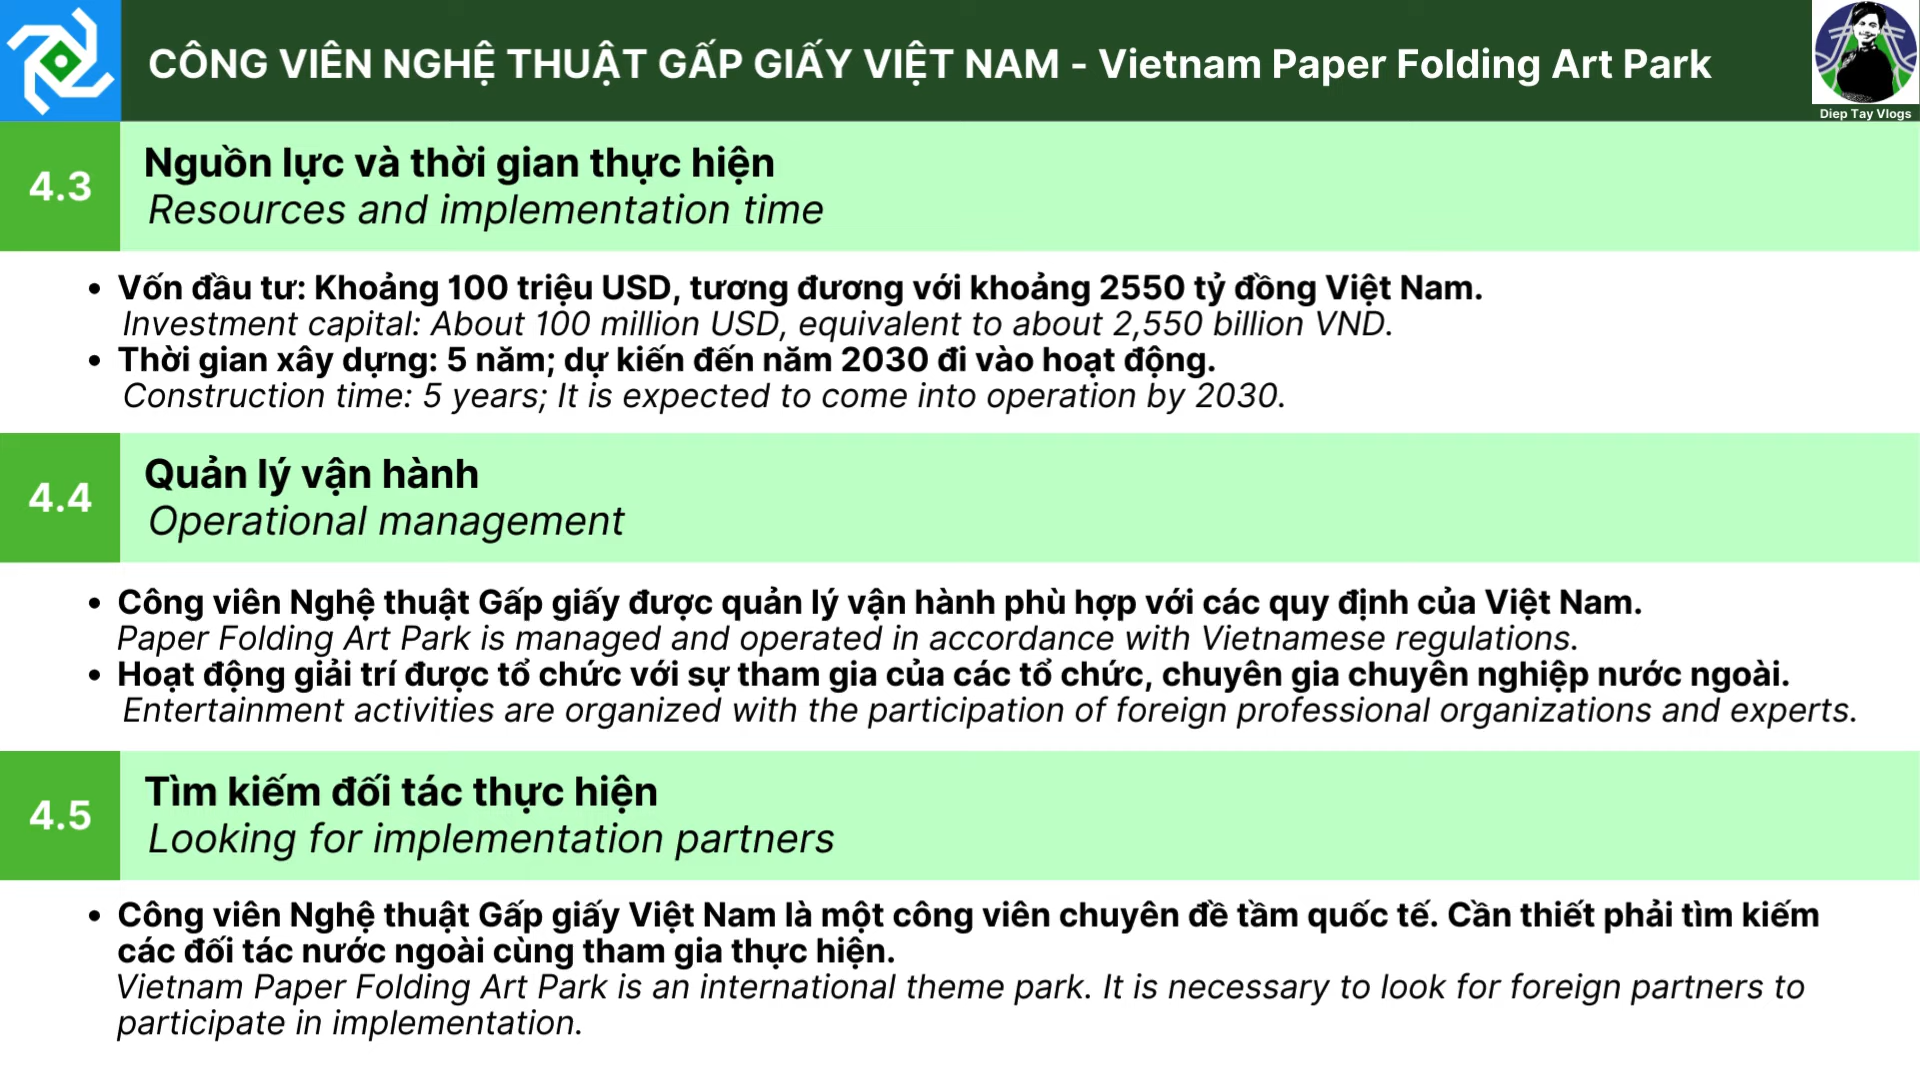 CÔNG VIÊN NGHỆ THUẬT GẤP GIẤY VIỆT NAM - Vietnam Paper Folding Art Park
Diep Tay Vlogs
4.3
Nguồn lực và thời gian thực hiện
Resources and implementation time
• Vốn đầu tư: Khoảng 100 triệu USD, tương đương với khoảng 2550 tỷ đồng Việt Nam.
Investment capital: About 100 million USD, equivalent to about 2,550 billion VND.
• Thời gian xây dựng: 5 năm; dự kiến đến năm 2030 đi vào hoạt động.
Construction time: 5 years; It is expected to come into operation by 2030.
4.4
Quản lý vận hành
Operational management
• Công viên Nghệ thuật Gấp giấy được quản lý vận hành phù hợp với các quy định của Việt Nam.
Paper Folding Art Park is managed and operated in accordance with Vietnamese regulations.
• Hoạt động giải trí được tổ chức với sự tham gia của các tổ chức, chuyên gia chuyên nghiệp nước ngoài.
Entertainment activities are organized with the participation of foreign professional organizations and experts.
4.5
Tìm kiếm đối tác thực hiện
Looking for implementation partners
• Công viên Nghệ thuật Gấp giấy Việt Nam là một công viên chuyên đề tầm quốc tế. Cần thiết phải tìm kiếm
các đối tác nước ngoài cùng tham gia thực hiện.
Vietnam Paper Folding Art Park is an international theme park. It is necessary to look for foreign partners to
participate in implementation.